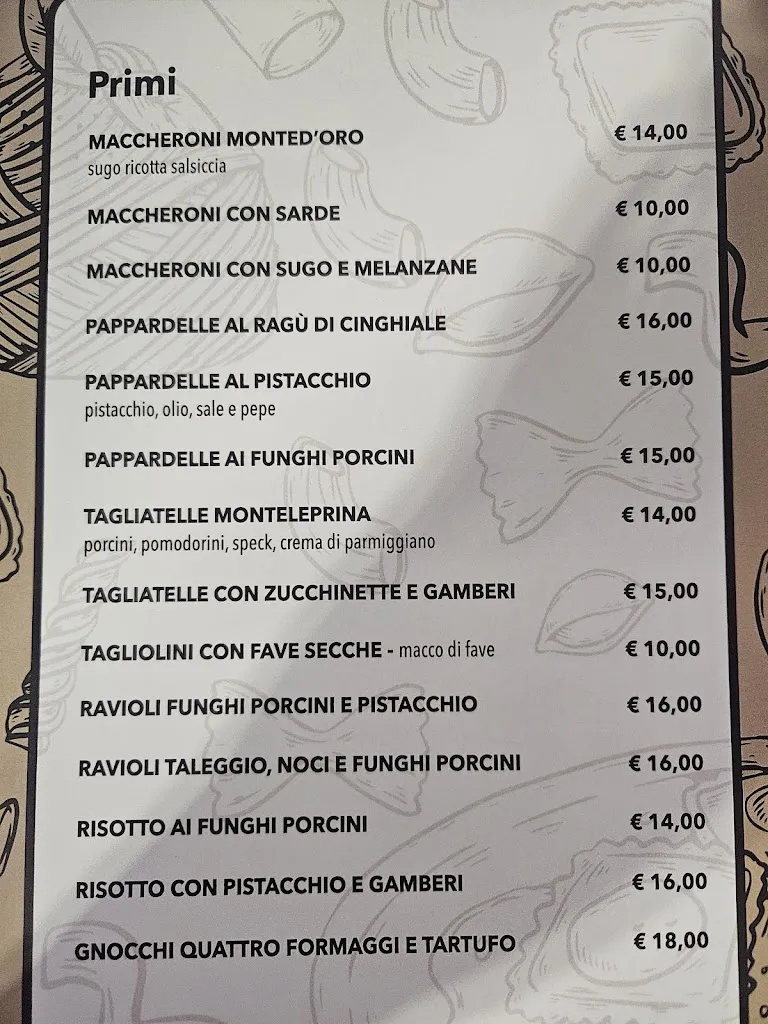 Primi
MACCHERONI MONTED'ORO € 14,00
sugo ricotta salsiccia
MACCHERONI CON SARDE € 10,00
MACCHERONI CON SUGO E MELANZANE € 10,00
PAPPARDELLE AL RAGÙ DI CINGHIALE € 16,00
PAPPARDELLE AL PISTACCHIO € 15,00
pistacchio, olio, sale e pepe
PAPPARDELLE AI FUNGHI PORCINI € 15,00
TAGLIATELLE MONTELEPRINA € 14,00
porcini, pomodorini, speck, crema di parmiggiano
TAGLIATELLE CON ZUCCHINETTE E GAMBERI € 15,00
TAGLIOLINI CON FAVE SECCHE - macco di fave € 10,00
RAVIOLI FUNGHI PORCINI E PISTACCHIO € 16,00
RAVIOLI TALEGGIO, NOCI E FUNGHI PORCINI € 16,00
RISOTTO AI FUNGHI PORCINI € 14,00
RISOTTO CON PISTACCHIO E GAMBERI € 16,00
GNOCCHI QUATTRO FORMAGGI E TARTUFO € 18,00